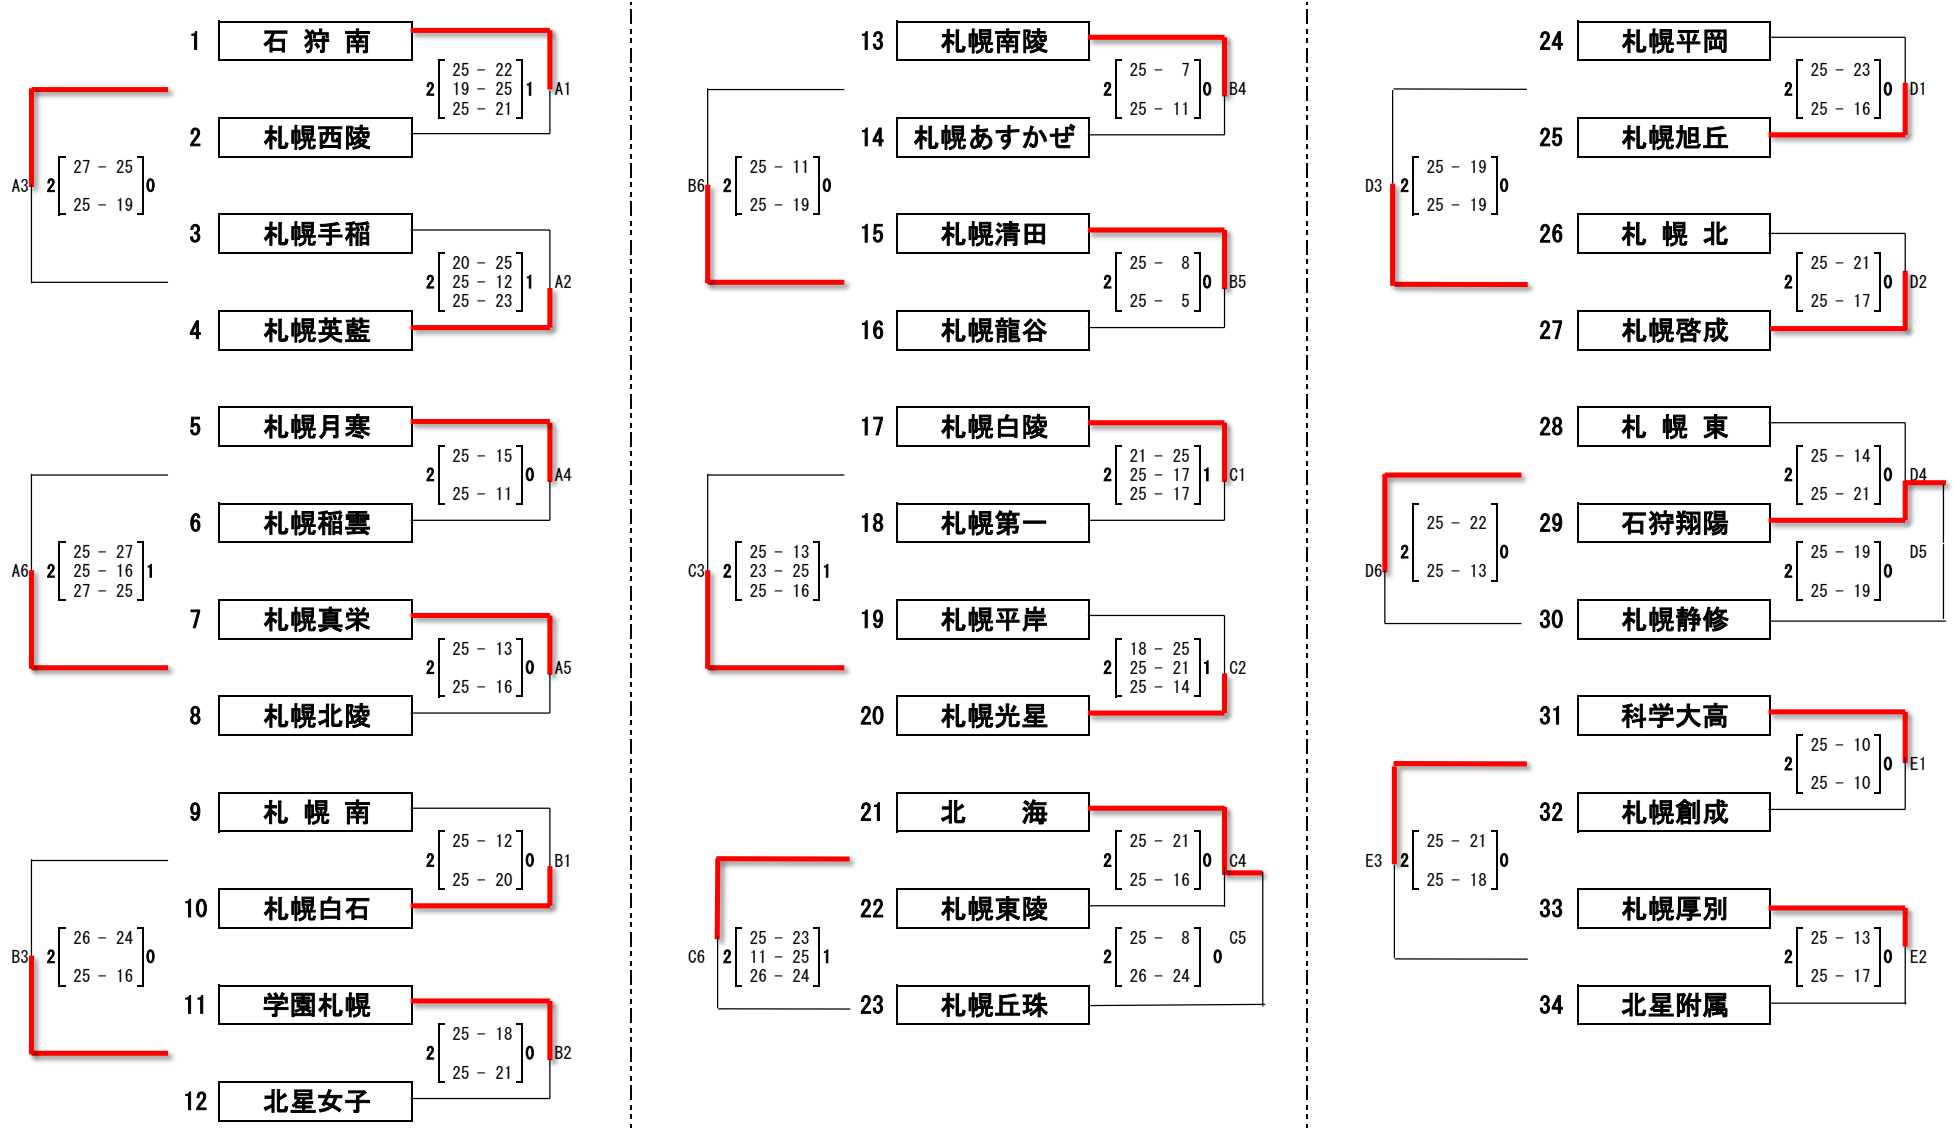 1 石 狩 南
2 [ 25 - 22
19 - 25
25 - 21 ] 1 A1
2 札幌西陵
A3 2 [ 27 - 25
25 - 19 ] 0
3 札幌手稲
2 [ 20 - 25
25 - 12
25 - 23 ] 1 A2
4 札幌英藍
5 札幌月寒
2 [ 25 - 15
25 - 11 ] 0 A4
6 札幌稲雲
A6 2 [ 25 - 27
25 - 16
27 - 25 ] 1
7 札幌真栄
2 [ 25 - 13
25 - 16 ] 0 A5
8 札幌北陵
9 札 幌 南
2 [ 25 - 12
25 - 20 ] 0 B1
10 札幌白石
B3 2 [ 26 - 24
25 - 16 ] 0
11 学園札幌
2 [ 25 - 18
25 - 21 ] 0 B2
12 北星女子
13 札幌南陵
2 [ 25 - 7
25 - 11 ] 0 B4
14 札幌あすかぜ
B6 2 [ 25 - 11
25 - 19 ] 0
15 札幌清田
2 [ 25 - 8
25 - 5 ] 0 B5
16 札幌龍谷
17 札幌白陵
2 [ 21 - 25
25 - 17
25 - 17 ] 1 C1
18 札幌第一
C3 2 [ 25 - 13
23 - 25
25 - 16 ] 1
19 札幌平岸
2 [ 18 - 25
25 - 21
25 - 14 ] 1 C2
20 札幌光星
21 北 海
2 [ 25 - 21
25 - 16 ] 0 C4
22 札幌東陵
C6 2 [ 25 - 23
11 - 25
26 - 24 ] 1
2 [ 25 - 8
26 - 24 ] 0 C5
23 札幌丘珠
24 札幌平岡
2 [ 25 - 23
25 - 16 ] 0 D1
25 札幌旭丘
D3 2 [ 25 - 19
25 - 19 ] 0
26 札 幌 北
2 [ 25 - 21
25 - 17 ] 0 D2
27 札幌啓成
28 札 幌 東
2 [ 25 - 14
25 - 21 ] 0 D4
29 石狩翔陽
D6 2 [ 25 - 22
25 - 13 ] 0
2 [ 25 - 19
25 - 19 ] 0 D5
30 札幌静修
31 科学大高
2 [ 25 - 10
25 - 10 ] 0 E1
32 札幌創成
E3 2 [ 25 - 21
25 - 18 ] 0
33 札幌厚別
2 [ 25 - 13
25 - 17 ] 0 E2
34 北星附属